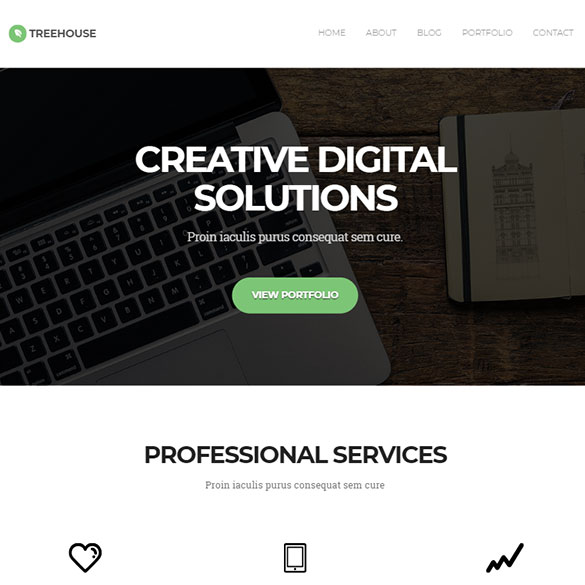 TREEHOUSE
HOME ABOUT BLOG PORTFOLIO CONTACT
CREATIVE DIGITAL
SOLUTIONS
Proin iaculis purus consequat sem cure.
VIEW PORTFOLIO
PROFESSIONAL SERVICES
Proin iaculis purus consequat sem cure